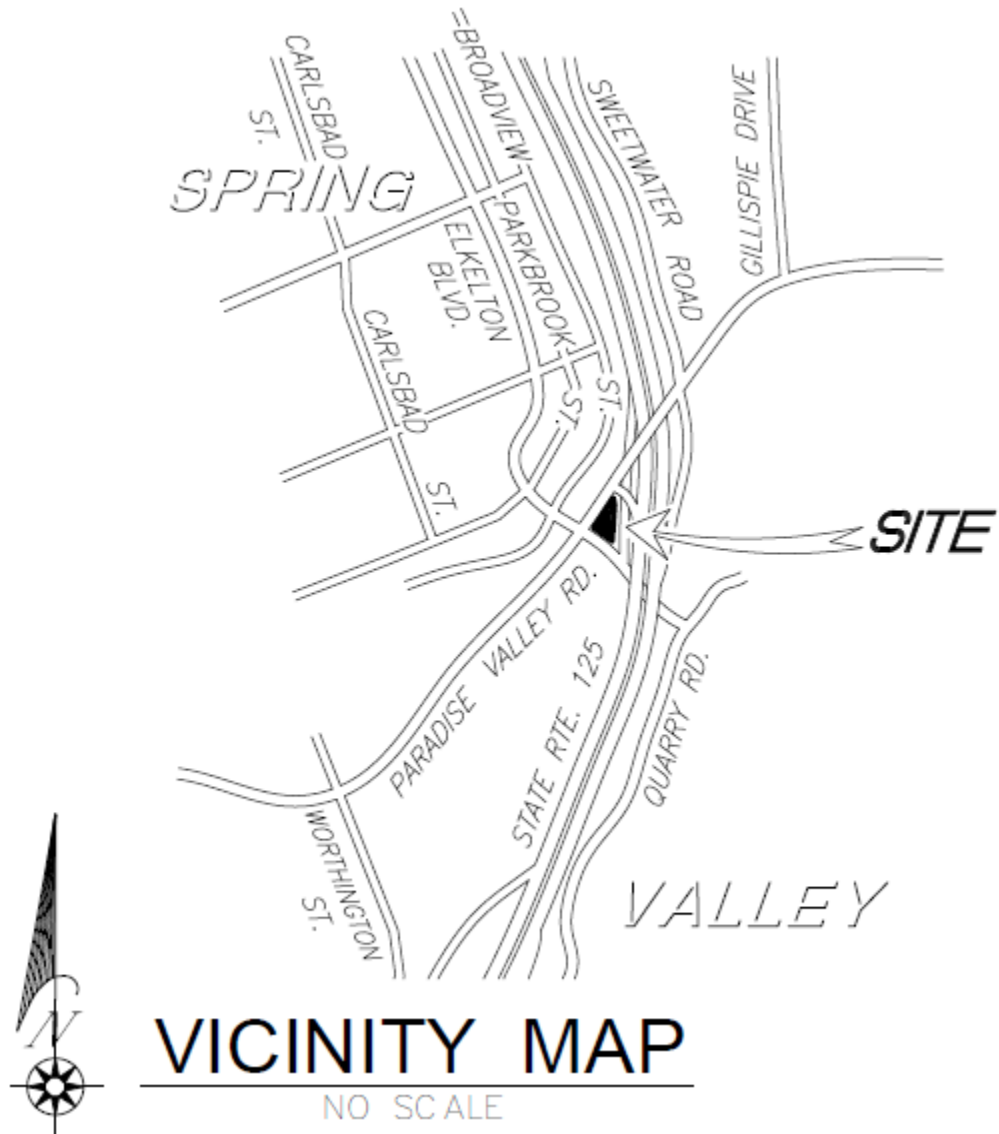 CARLSBAD
ST.
BROADVIEW
ST.
SWEETWATER ROAD
GILLISPIE DRIVE
SPRING
ELKELTON
BLVD.
PARKBROOK
ST.
CARLSBAD
ST.
SITE
PARADISE VALLEY RD.
STATE RTE. 125
QUARRY RD.
WORTHINGTON
ST.
VALLEY
N
VICINITY MAP
NO SCALE